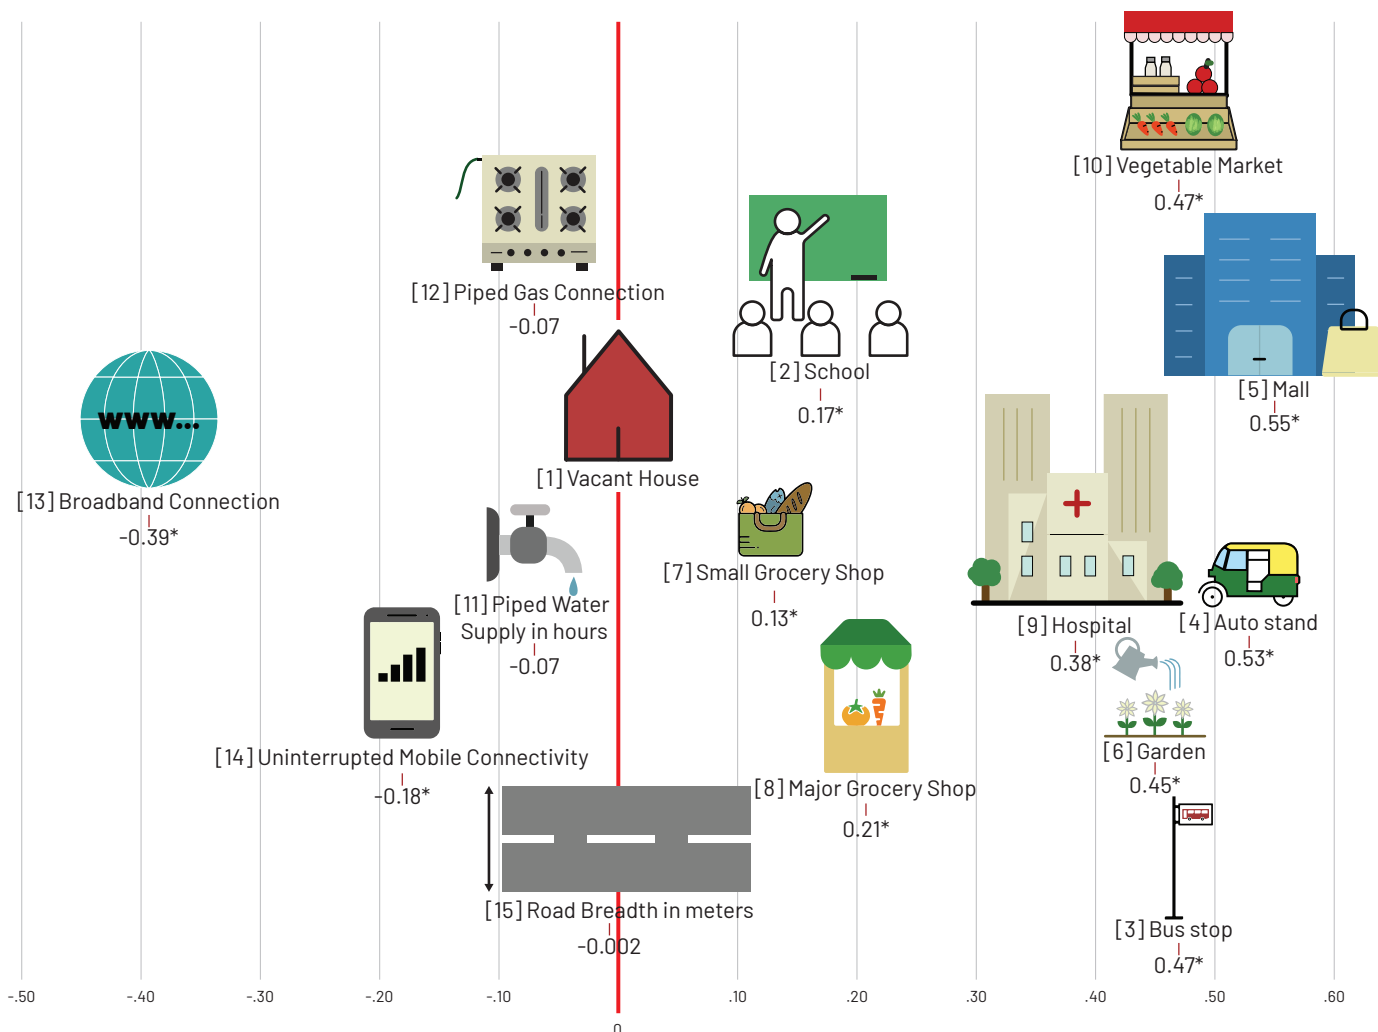 [10] Vegetable Market
0.47*
[12] Piped Gas Connection
-0.07
[2] School
0.17*
[5] Mall
0.55*
www...
[13] Broadband Connection
-0.39*
[1] Vacant House
[7] Small Grocery Shop
0.13*
[11] Piped Water
Supply in hours
-0.07
[9] Hospital
0.38*
[4] Auto stand
0.53*
[14] Uninterrupted Mobile Connectivity
-0.18*
[6] Garden
0.45*
[8] Major Grocery Shop
0.21*
[15] Road Breadth in meters
-0.002
[3] Bus stop
0.47*
-.50 -.40 -.30 -.20 -.10 .10 .20 .30 .40 .50 .60
0